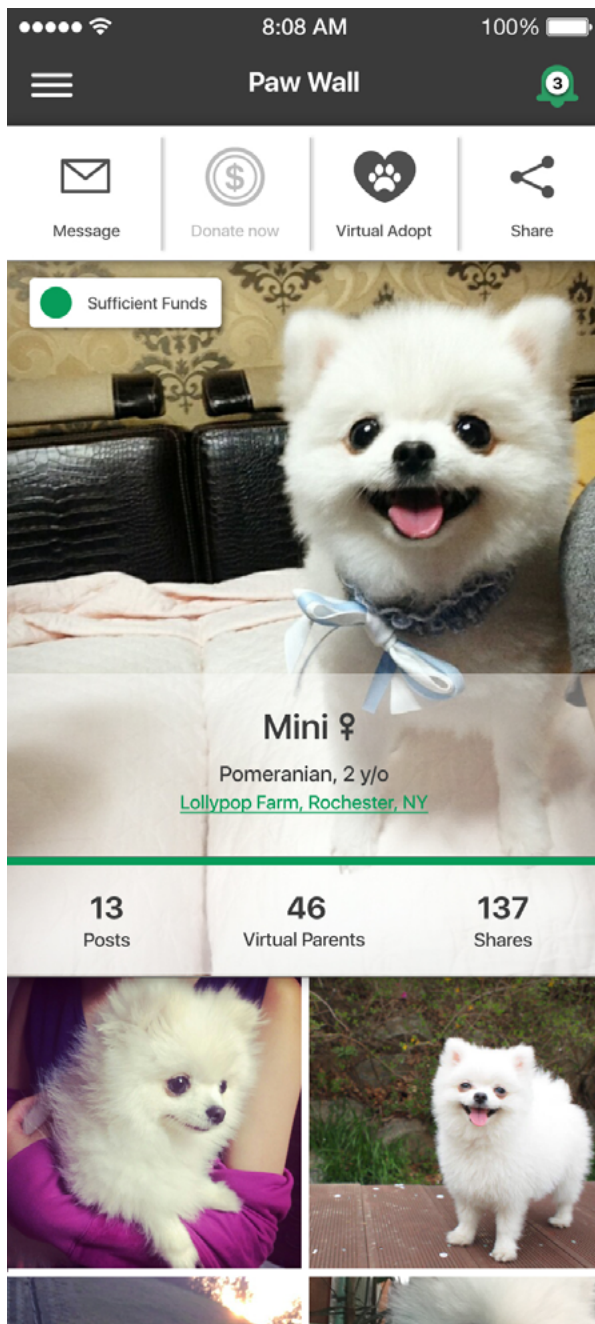 8:08 AM
100%
Paw Wall
3
Message
Donate now
Virtual Adopt
Share
Sufficient Funds
Mini ♀
Pomeranian, 2 y/o
Lollypop Farm, Rochester, NY
13
Posts
46
Virtual Parents
137
Shares